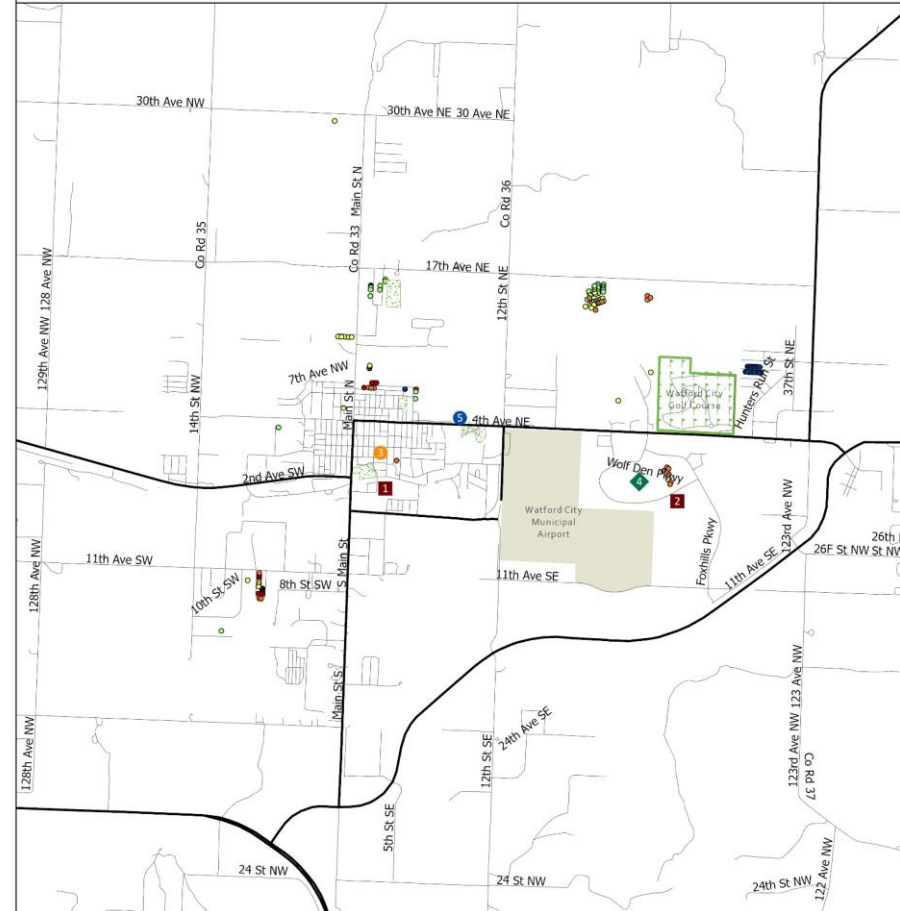 30th Ave NW
30th Ave NE 30 Ave NE
Main St N
Co Rd 33
Co Rd 36
Co Rd 35
129th Ave NW 128 Ave NW
17th Ave NE
12th St NE
37th St NE
Hunters Run St
7th Ave NW
14th St NW
Main St N
Watford City
Golf Course
5
4th Ave NE
3
2nd Ave SW
Wolf Den Pkwy
4
1
2
Watford City
Municipal
Airport
123rd Ave NW
Foxhills Pkwy
11th Ave SE
26th
26F St NW St NW
11th Ave SW
S Main St
11th Ave SE
128th Ave NW
10th St SW
8th St SW
Main St S
123rd Ave NW 123 Ave NW
24th Ave SE
12th St SE
128th Ave NW
Co Rd 37
5th St SE
24 St NW
24 St NW
24th St NW
122 Ave NW